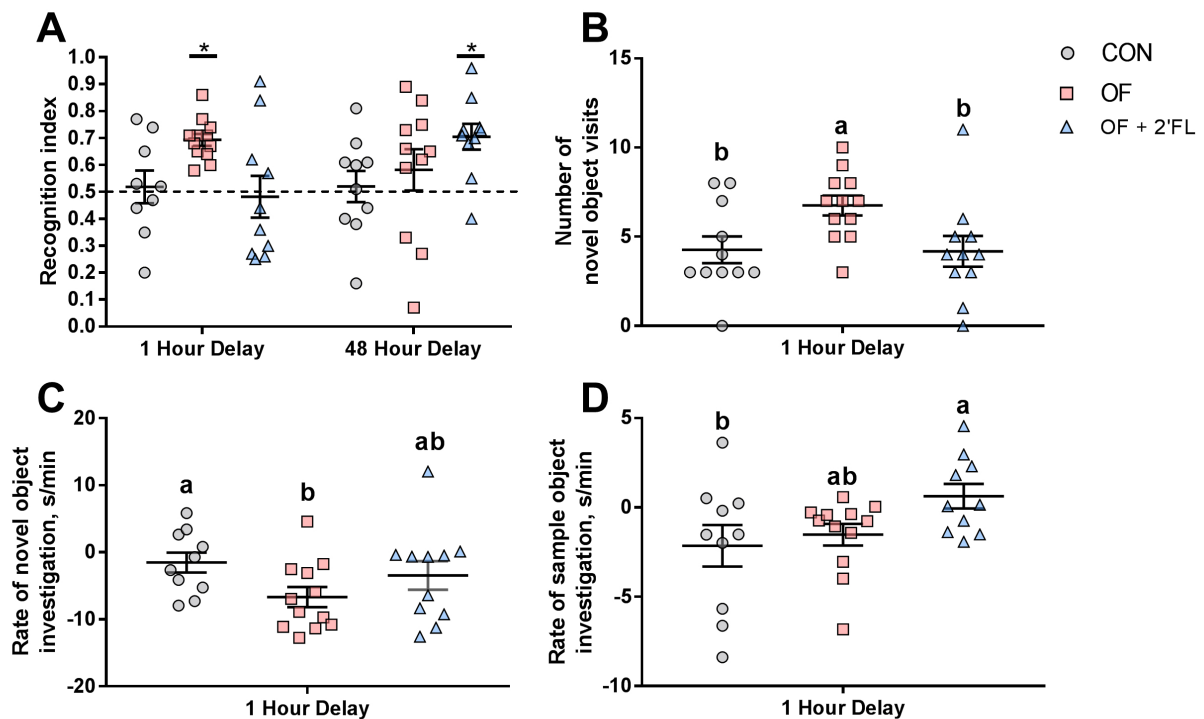 A
Recognition index
1.0
0.9
0.8
0.7
0.6
0.5
0.4
0.3
0.2
0.1
0.0
*
*
1 Hour Delay
48 Hour Delay
B
Number of
novel object visits
15
10
5
0
b
a
b
1 Hour Delay
CON
OF
OF + 2'FL
C
Rate of novel object
investigation, s/min
20
10
0
-10
-20
a
b
ab
1 Hour Delay
D
Rate of sample object
investigation, s/min
5
0
-5
-10
b
ab
a
1 Hour Delay